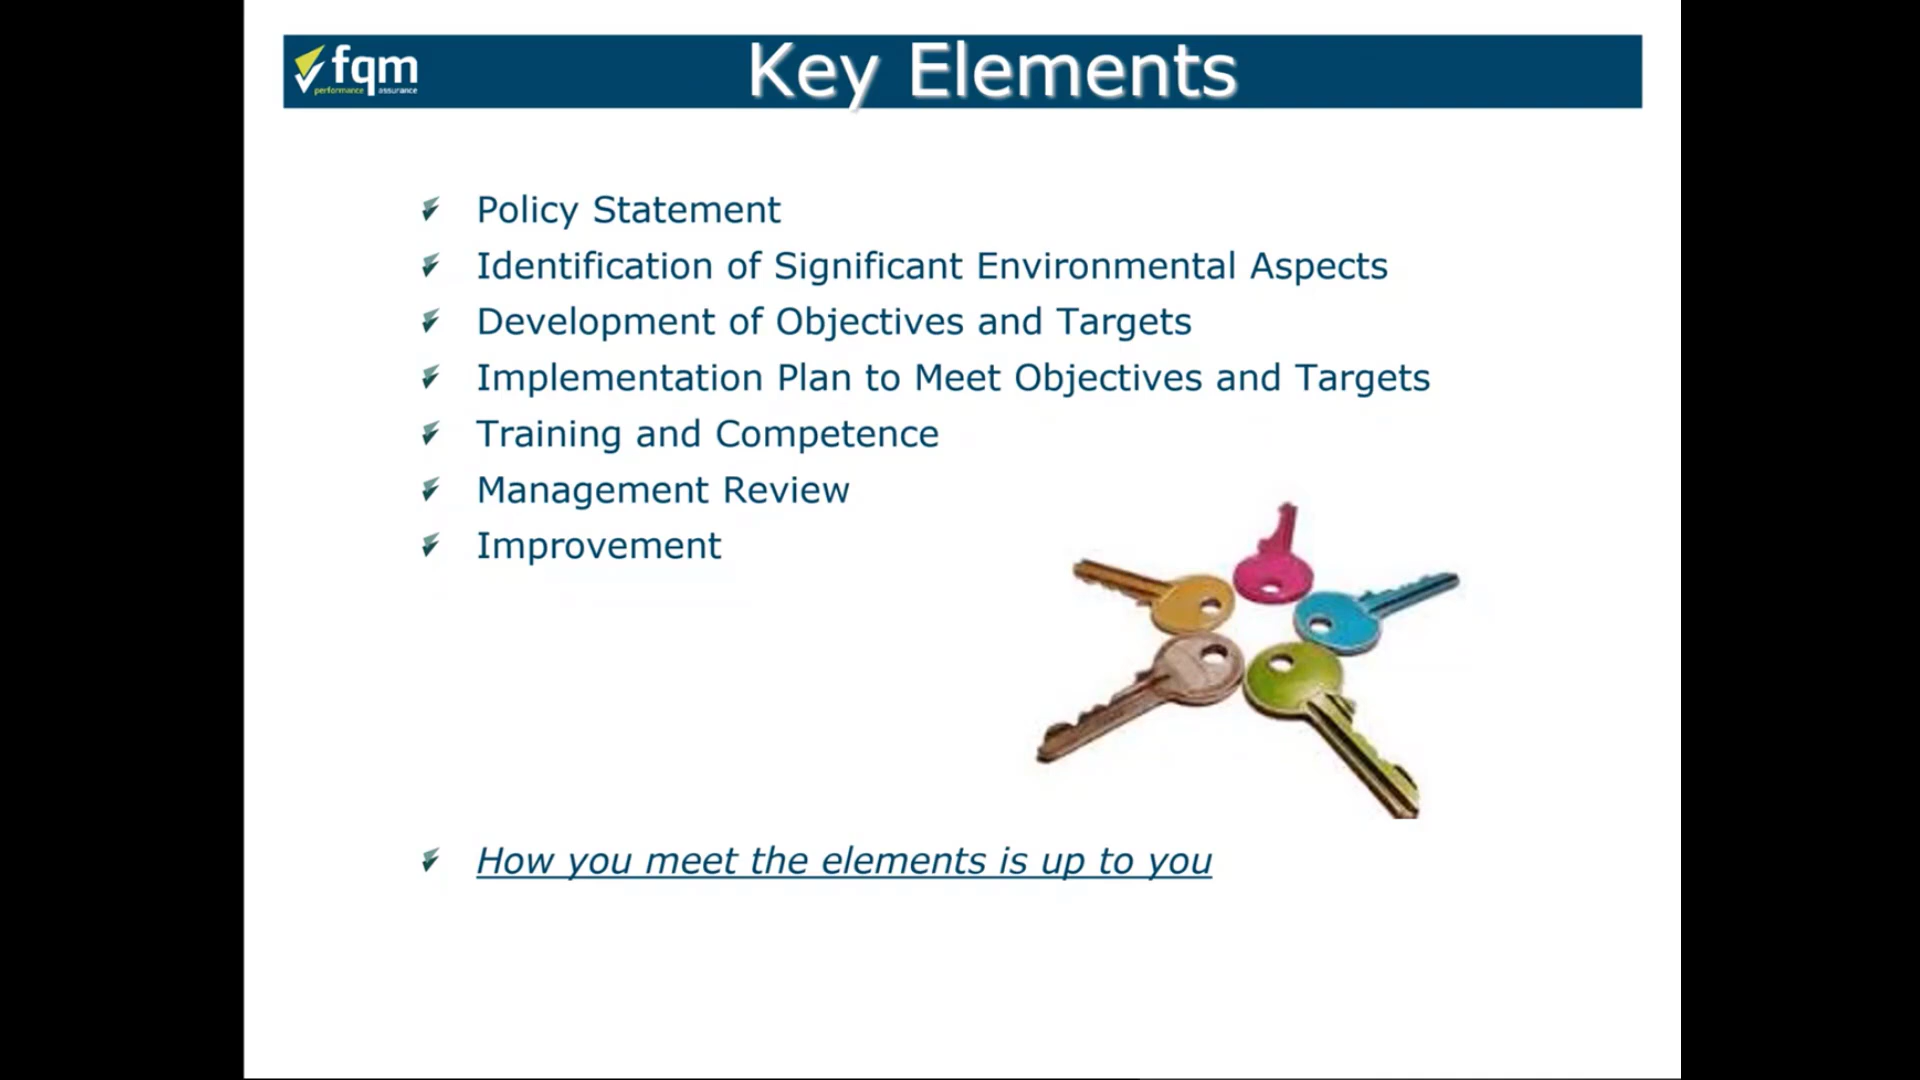 fqm
performance assurance
Key Elements
Policy Statement
Identification of Significant Environmental Aspects
Development of Objectives and Targets
Implementation Plan to Meet Objectives and Targets
Training and Competence
Management Review
Improvement
How you meet the elements is up to you